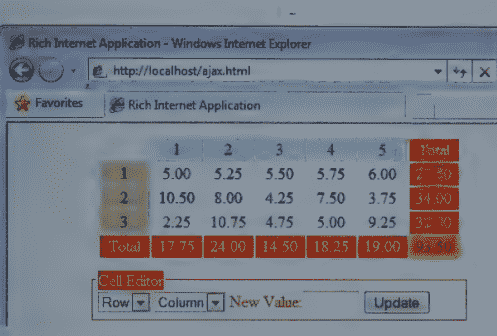 Rich Internet Application - Windows Internet Explorer
http://localhost/ajax.html
Favorites Rich Internet Application
1 2 3 4 5 Total
1 5.00 5.25 5.50 5.75 6.00
2 10.50 8.00 4.25 7.50 3.75 34.00
3 2.25 10.75 4.75 5.00 9.25
Total 17.75 24.00 14.50 18.25 19.00
Cell Editor
Row Column New Value: Update